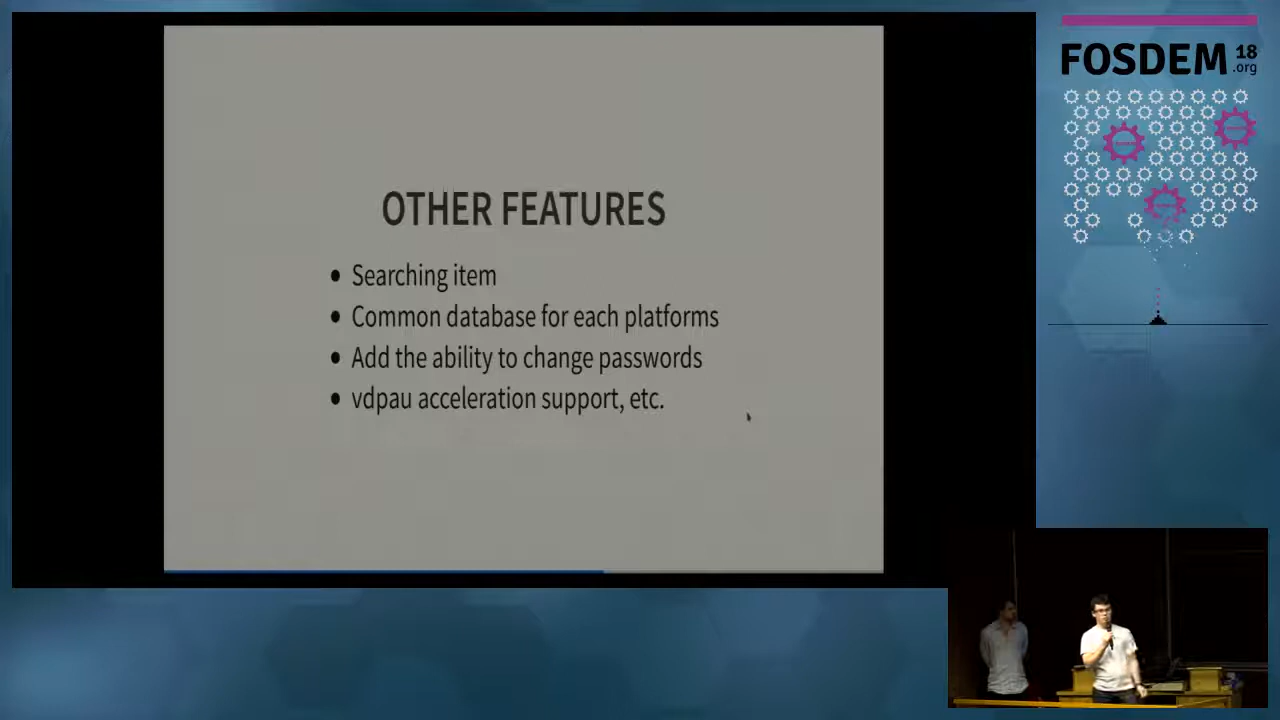 FOSDEM 18
.org
OTHER FEATURES
• Searching item
• Common database for each platforms
• Add the ability to change passwords
• vdpau acceleration support, etc.